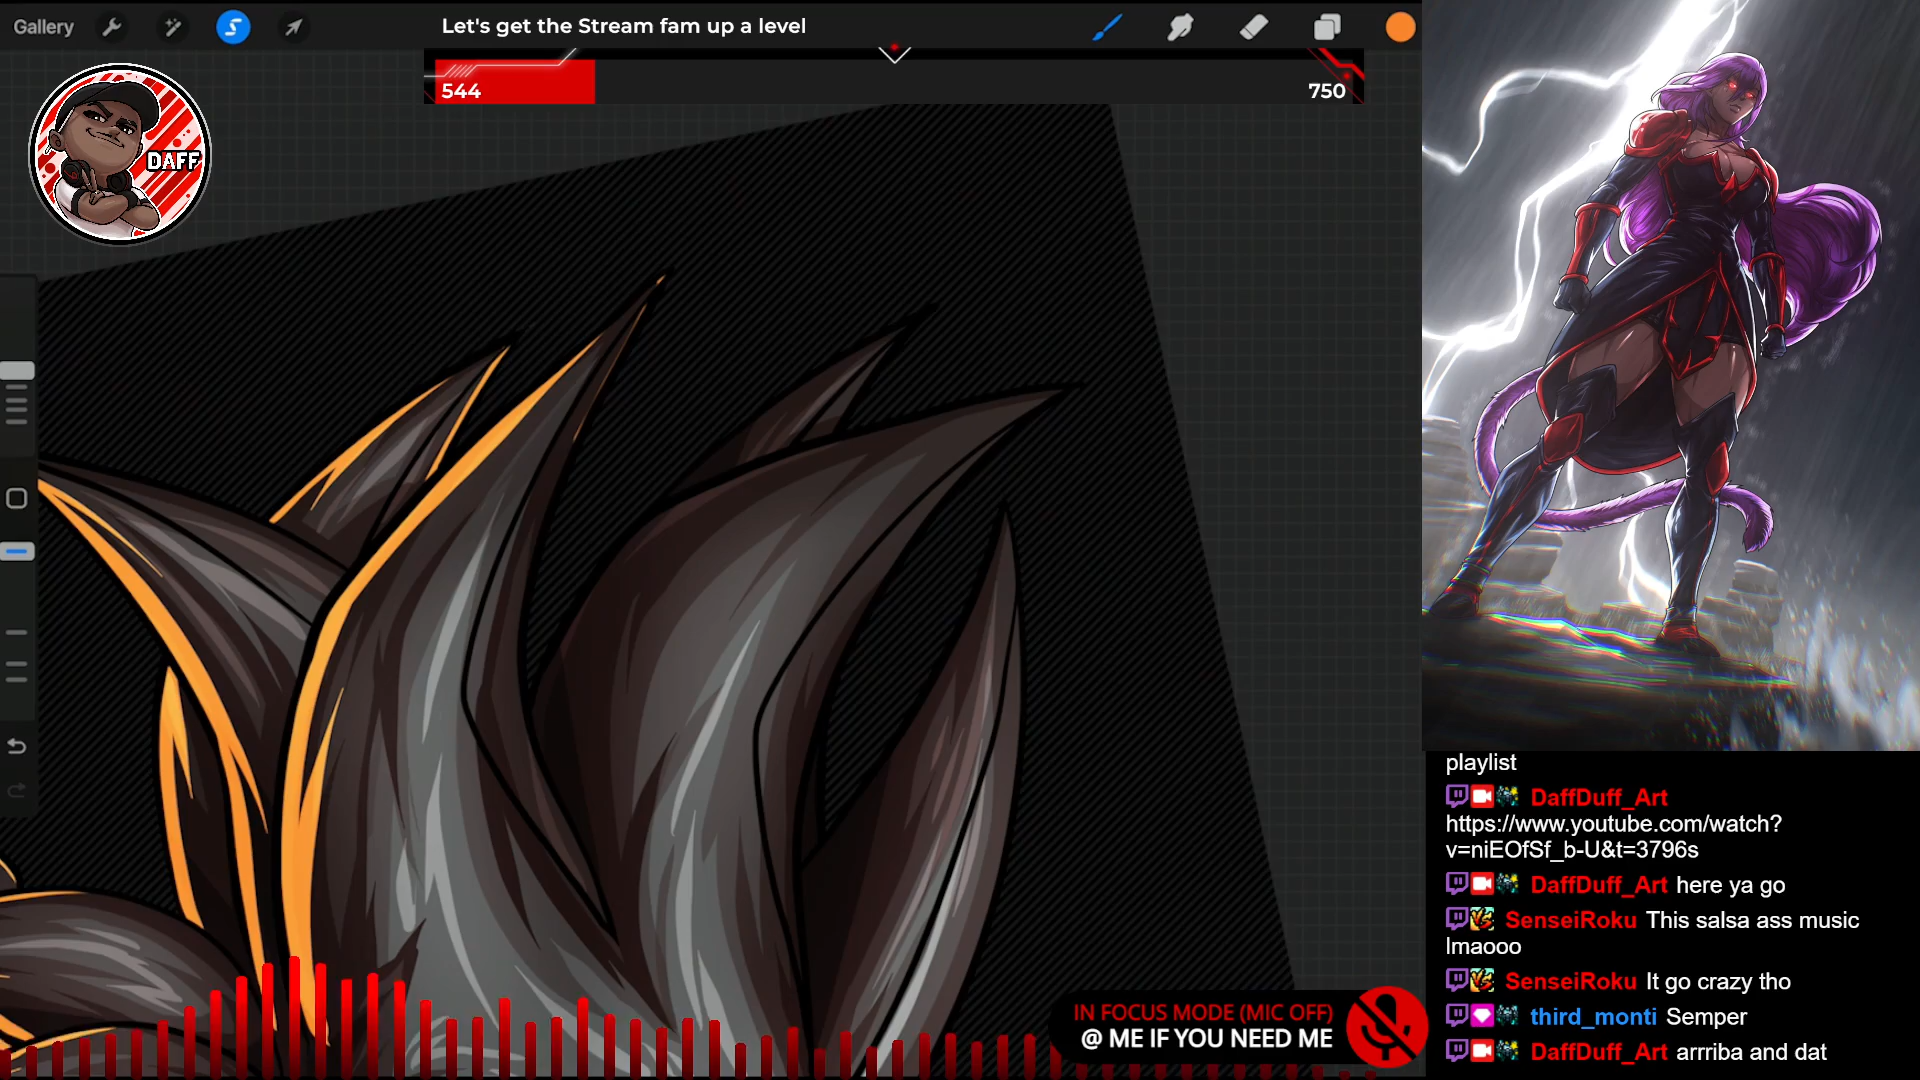 Gallery
Let's get the Stream fam up a level
544
750
DAFF
playlist
DaffDuff_Art
https://www.youtube.com/watch?
v=niEOfSf_b-U&t=3796s
DaffDuff_Art here ya go
SenseiRoku This salsa ass music
lmaooo
SenseiRoku It go crazy tho
third_monti Semper
DaffDuff_Art arrriba and dat
IN FOCUS MODE (MIC OFF)
@ ME IF YOU NEED ME